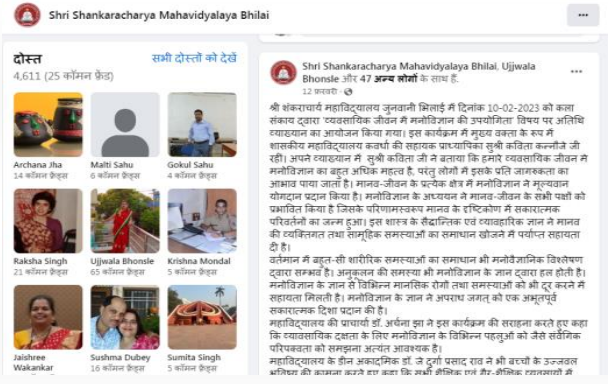 Shri Shankaracharya Mahavidyalaya Bhilai
दोस्त
सभी दोस्तों को देखें
4,611 (25 कॉमन फ्रेंड)
Archana Jha
14 कॉमन फ्रेंड्स
Malti Sahu
6 कॉमन फ्रेंड्स
Gokul Sahu
4 कॉमन फ्रेंड्स
Raksha Singh
21 कॉमन फ्रेंड्स
Ujjwala Bhonsle
65 कॉमन फ्रेंड्स
Krishna Mondal
5 कॉमन फ्रेंड्स
Jaishree
Wakankar
Sushma Dubey
16 कॉमन फ्रेंड्स
Sumita Singh
5 कॉमन फ्रेंड्स
Shri Shankaracharya Mahavidyalaya Bhilai, Ujjwala
Bhonsle और 47 अन्य लोगों के साथ हैं.
12 फ़रवरी
श्री शंकराचार्य महाविद्यालय जुनवानी भिलाई में दिनांक 10-02-2023 को कला
संकाय द्वारा 'व्यवसायिक जीवन में मनोविज्ञान की उपयोगिता' विषय पर अतिथि
व्याख्यान का आयोजन किया गया। इस कार्यक्रम में मुख्य वक्ता के रूप में
शासकीय महाविद्यालय कवर्धा की सहायक प्राध्यापिका सुश्री कविता कन्नौजे जी
रहीं। अपने व्याख्यान में सुश्री कविता जी ने बताया कि हमारे व्यवसायिक जीवन में
मनोविज्ञान का बहुत अधिक महत्व है, परंतु लोगों में इसके प्रति जागरुकता का
आभाव पाया जाता है। मानव-जीवन के प्रत्येक क्षेत्र में मनोविज्ञान ने मूल्यवान
योगदान प्रदान किया है। मनोविज्ञान के अध्ययन ने मानव-जीवन के सभी पक्षों को
प्रभावित किया है जिसके परिणामस्वरूप मानव के दृष्टिकोण में सकारात्मक
परिवर्तनों का जन्म हुआ। इस शास्त्र के सैद्धान्तिक एवं व्यावहारिक ज्ञान ने मानव
की व्यक्तिगत तथा सामूहिक समस्याओं का समाधान खोजने में पर्याप्त सहायता
दी है।
वर्तमान में बहुत-सी शारीरिक समस्याओं का समाधान भी मनोवैज्ञानिक विश्लेषण
द्वारा सम्भव है। अनुकूलन की समस्या भी मनोविज्ञान के ज्ञान द्वारा हल होती है।
मनोविज्ञान के ज्ञान से विभिन्न मानसिक रोगों तथा समस्याओं को भी दूर करने में
सहायता मिलती है। मनोविज्ञान के ज्ञान ने अपराध जगत् को एक अभूतपूर्व
सकारात्मक दिशा प्रदान की है।
महाविद्यालय की प्राचार्या डॉ. अर्चना झा ने इस कार्यक्रम की सराहना करते हुए कहा
कि व्यावसायिक दक्षता के लिए मनोविज्ञान के विभिन्न पहलुओं को जैसे संवेगिक
परिपक्वता को समझना अत्यंत आवश्यक है।
महाविद्यालय के डीन अकादमिक डॉ. जे दुर्गा प्रसाद राव ने भी बच्चों के उज्जवल
भविष्य की कामना करते हुए कहा कि सभी शैक्षिक एवं गैर-शैक्षिक व्यवसायों में